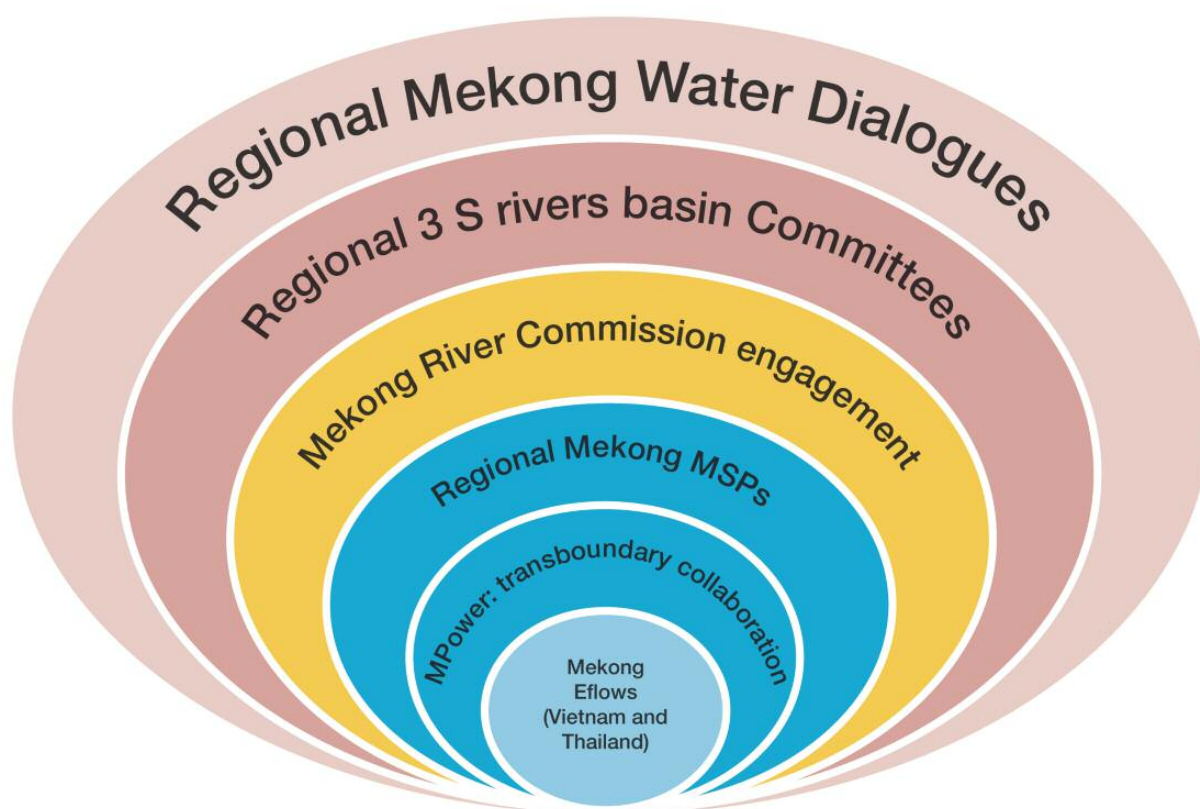 Regional Mekong Water Dialogues
Regional 3 S rivers basin Committees
Mekong River Commission engagement
Regional Mekong MSPs
MPower: transboundary collaboration
Mekong
Eflows
(Vietnam and
Thailand)